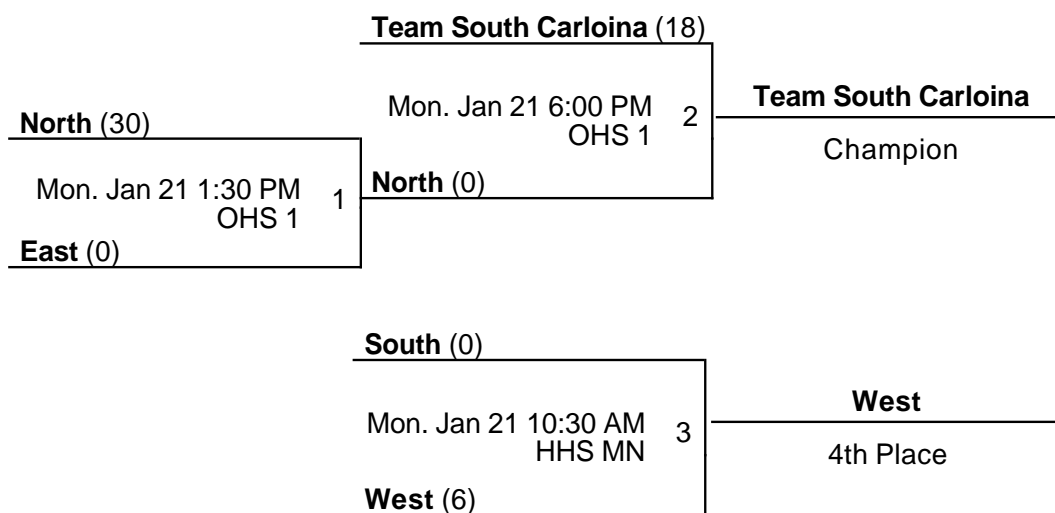 Team South Carloina (18)
Mon. Jan 21 6:00 PM 2
OHS 1
Team South Carloina
Champion
North (30)
North (0)
Mon. Jan 21 1:30 PM 1
OHS 1
East (0)
South (0)
Mon. Jan 21 10:30 AM 3
HHS MN
West
4th Place
West (6)